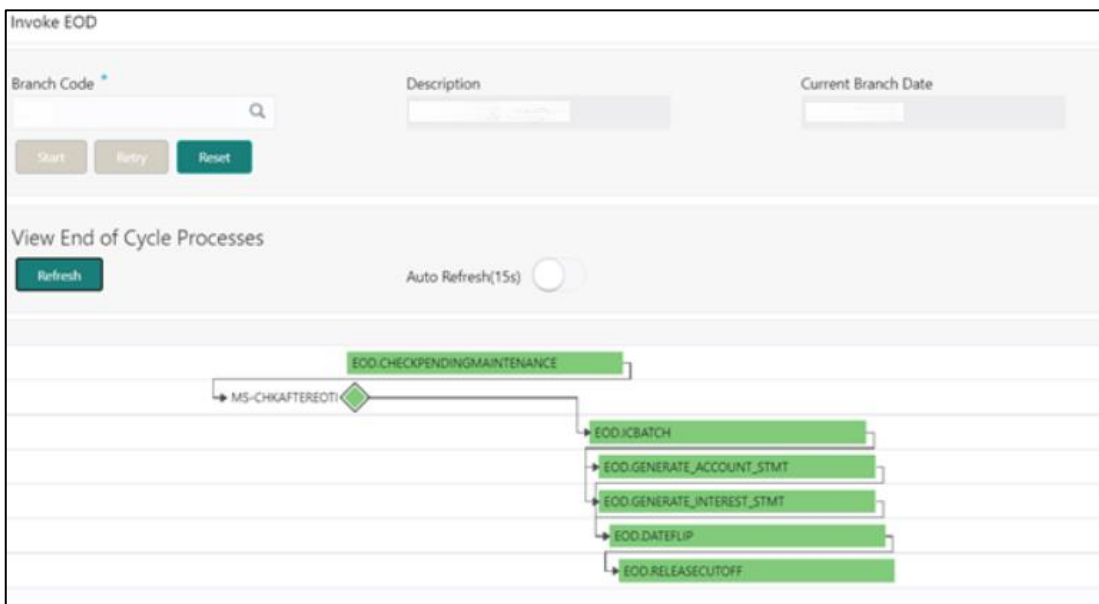 Invoke EOD
Branch Code * Description Current Branch Date
Start Retry Reset
View End of Cycle Processes
Refresh Auto Refresh(15s)
EOD.CHECKPENDINGMAINTENANCE
MS-CHKAFTEREOTI
EOD.ICBATCH
EOD.GENERATE_ACCOUNT_STMT
EOD.GENERATE_INTEREST_STMT
EOD.DATEFLIP
EOD.RELEASECUTOFF